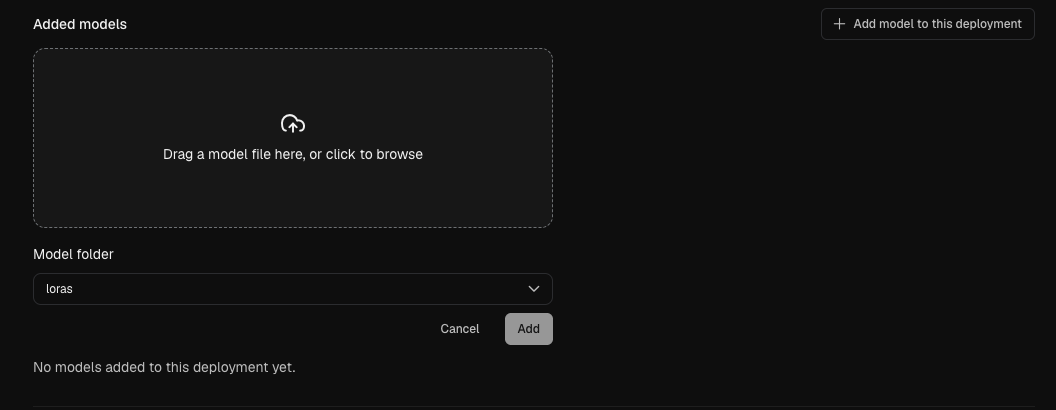 Added models
Add model to this deployment
Drag a model file here, or click to browse
Model folder
loras
Cancel
Add
No models added to this deployment yet.